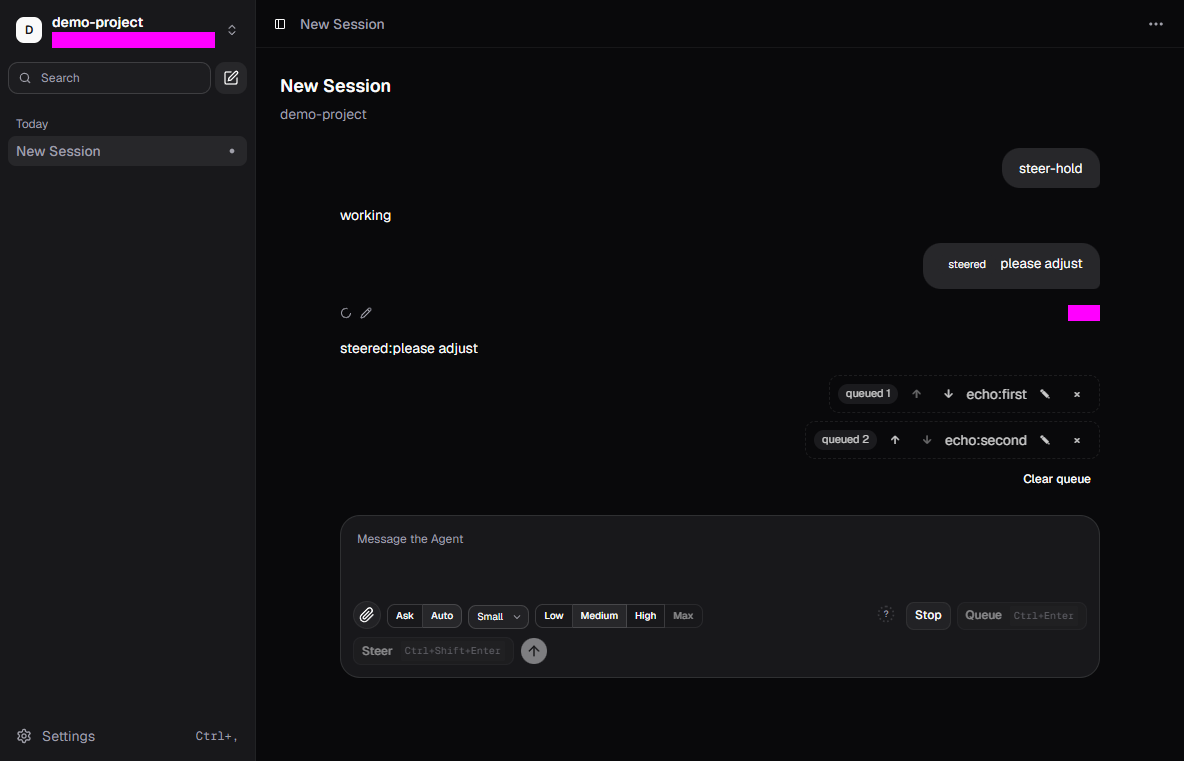 D
demo-project
New Session
Search
Today
New Session
New Session
demo-project
steer-hold
working
steered please adjust
steered:please adjust
queued 1 echo:first
queued 2 echo:second
Clear queue
Message the Agent
Ask Auto Small Low Medium High Max ? Stop Queue Ctrl+Enter
Steer Ctrl+Shift+Enter
Settings Ctrl+,